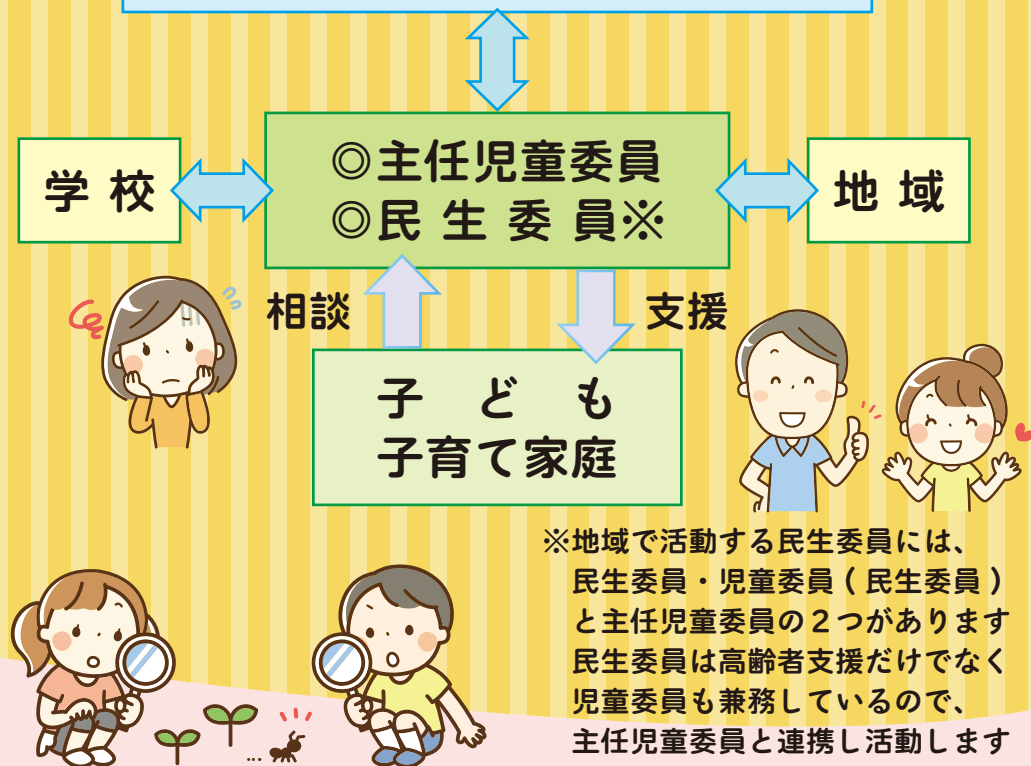 ◎主任児童委員
◎民生委員※
学校
地域
相談
支援
子ども
子育て家庭
※地域で活動する民生委員には、
民生委員・児童委員(民生委員)
と主任児童委員の2つがあります
民生委員は高齢者支援だけでなく
児童委員も兼務しているので、
主任児童委員と連携し活動します